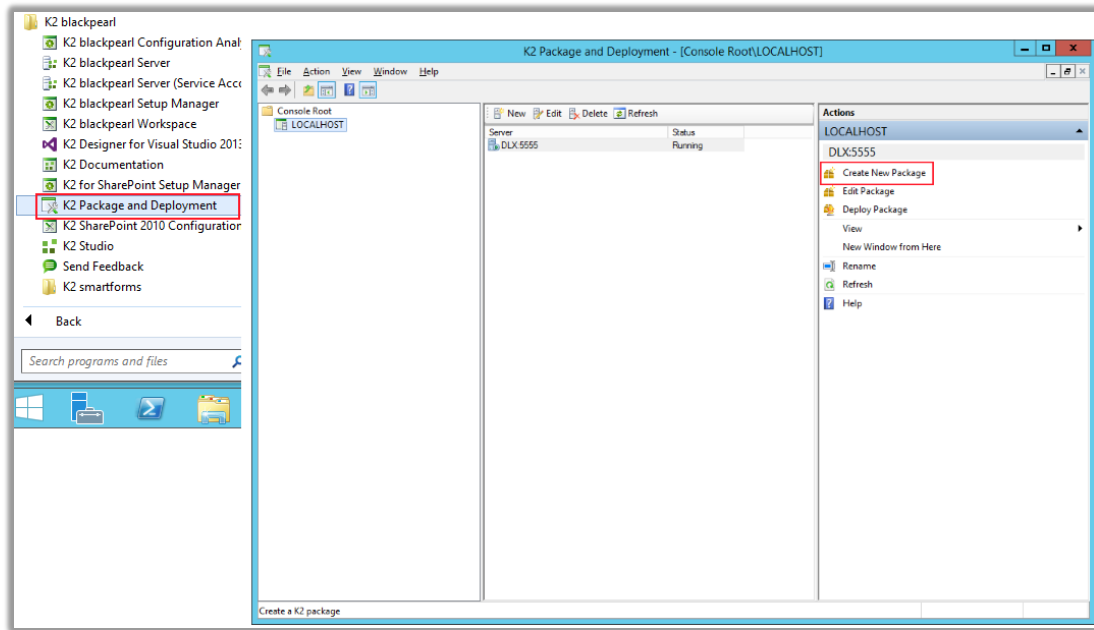 K2 blackpearl
K2 blackpearl Configuration Anal
K2 blackpearl Server
K2 blackpearl Server (Service Acco
K2 blackpearl Setup Manager
K2 blackpearl Workspace
K2 Designer for Visual Studio 2013
K2 Documentation
K2 for SharePoint Setup Manager
K2 Package and Deployment
K2 SharePoint 2010 Configuration
K2 Studio
Send Feedback
K2 smartforms
Back
Search programs and files
K2 Package and Deployment - [Console Root\LOCALHOST]
File Action View Window Help
Console Root
LOCALHOST
New Edit Delete Refresh
Server Status
DLX:5555 Running
Actions
LOCALHOST
DLX:5555
Create New Package
Edit Package
Deploy Package
View
New Window from Here
Rename
Refresh
Help
Create a K2 package